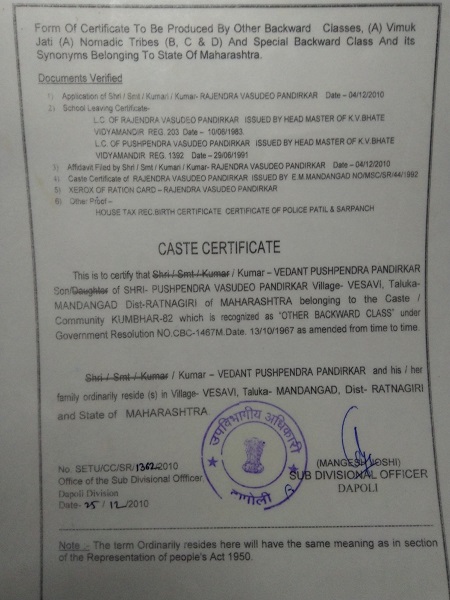 Form Of Certificate To Be Produced By Other Backward Classes, (A) Vimuk
Jati (A) Nomadic Tribes (B, C & D) And Special Backward Class And its
Synonyms Belonging To State Of Maharashtra.
Documents Verified
1) Application of Shri / Smt / Kumari / Kumar- RAJENDRA VASUDEO PANDIRKAR Date – 04/12/2010
2) School Leaving Certificate-
L.C. OF RAJENDRA VASUDEO PANDIRKAR ISSUED BY HEAD MASTER OF K.V.BHATE
VIDYAMANDIR REG. 203 Date – 10/06/1983.
L.C. OF PUSHPENDRA VASUDEO PANDIRKAR ISSUED BY HEAD MASTER OF K.V.BHATE
VIDYAMANDIR REG. 1392 Date – 29/06/1991
3) Affidavit Filed by Shri / Smt / Kumari / Kumar- RAJENDRA VASUDEO PANDIRKAR Date – 04/12/2010
4) Caste Certificate of RAJENDRA VASUDEO PANDIRKAR ISSUED BY E.M.MANDANGAD NO/MSC/SR/44/1992
5) XEROX OF RATION CARD – RAJENDRA VASUDEO PANDIRKAR
6) Other Proof –
HOUSE TAX REC.BIRTH CERTIFICATE CERTIFICATE OF POLICE PATIL & SARPANCH
CASTE CERTIFICATE
This is to certify that Shri / Smt / Kumar / Kumar – VEDANT PUSHPENDRA PANDIRKAR
Son/Daughter of SHRI- PUSHPENDRA VASUDEO PANDIRKAR Village- VESAVI, Taluka-
MANDANGAD Dist-RATNAGIRI of MAHARASHTRA belonging to the Caste /
Community KUMBHAR-82 which is recognized as "OTHER BACKWARD CLASS" under
Government Resolution NO.CBC-1467M.Date. 13/10/1967 as amended from time to time.
Shri / Smt / Kumar / Kumar – VEDANT PUSHPENDRA PANDIRKAR and his / her
family ordinarily reside (s) in Village- VESAVI, Taluka- MANDANGAD, Dist- RATNAGIRI
and State of MAHARASHTRA
उपविभागीय अधिकारी
(MANGESH JOSHI)
SUB DIVISIONAL OFFICER
DAPOLI
No. SETU/CC/SR/1362/2010
Office of the Sub Divisional Offficer
Dapoli Division
Date- 25 / 12 /2010
Note :- The term Ordinarily resides here will have the same meaning as in section
of the Representation of people's Act 1950.